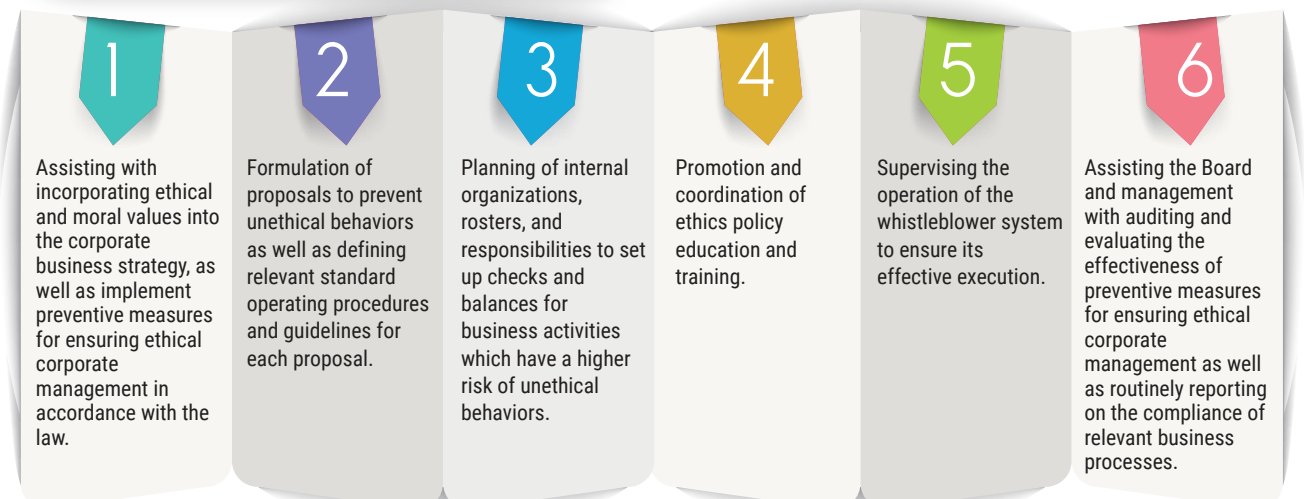 1
Assisting with
incorporating ethical
and moral values into
the corporate
business strategy, as
well as implement
preventive measures
for ensuring ethical
corporate
management in
accordance with the
law.
2
Formulation of
proposals to prevent
unethical behaviors
as well as defining
relevant standard
operating procedures
and guidelines for
each proposal.
3
Planning of internal
organizations,
rosters, and
responsibilities to set
up checks and
balances for
business activities
which have a higher
risk of unethical
behaviors.
4
Promotion and
coordination of
ethics policy
education and
training.
5
Supervising the
operation of the
whistleblower system
to ensure its
effective execution.
6
Assisting the Board
and management
with auditing and
evaluating the
effectiveness of
preventive measures
for ensuring ethical
corporate
management as well
as routinely reporting
on the compliance of
relevant business
processes.